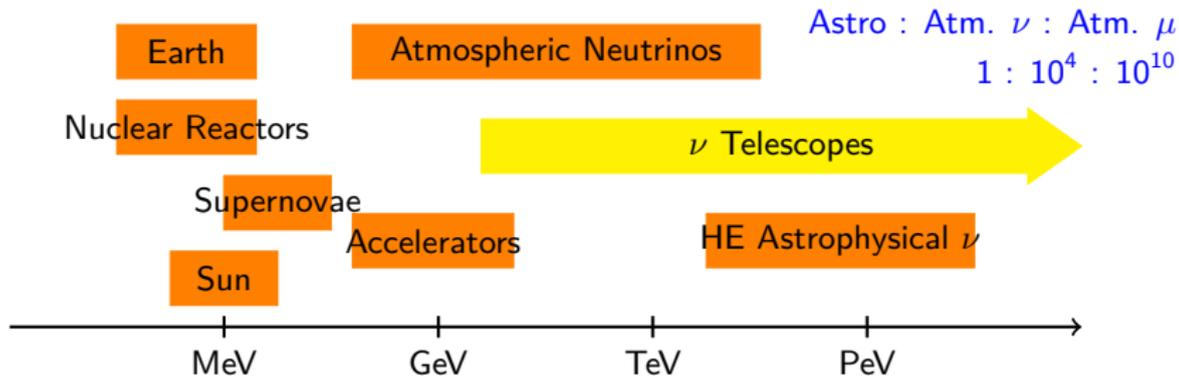 Earth
Atmospheric Neutrinos
Astro : Atm. ν : Atm. μ
1 : 10⁴ : 10¹⁰
Nuclear Reactors
ν Telescopes
Supernovae
Accelerators
HE Astrophysical ν
Sun
MeV
GeV
TeV
PeV